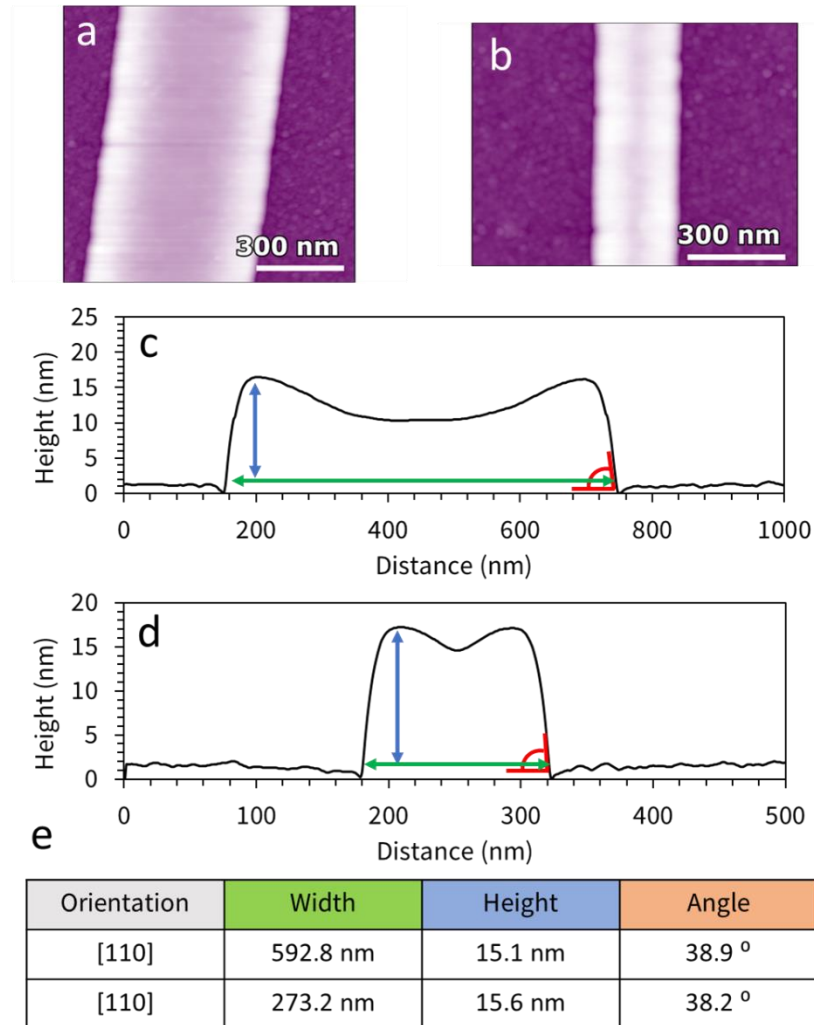 a
300 nm
b
300 nm
c
Height (nm)
25
20
15
10
5
0
0 200 400 600 800 1000
Distance (nm)
d
Height (nm)
20
15
10
5
0
0 100 200 300 400 500
Distance (nm)
e
Orientation Width Height Angle
[110] 592.8 nm 15.1 nm 38.9 º
[110] 273.2 nm 15.6 nm 38.2 º